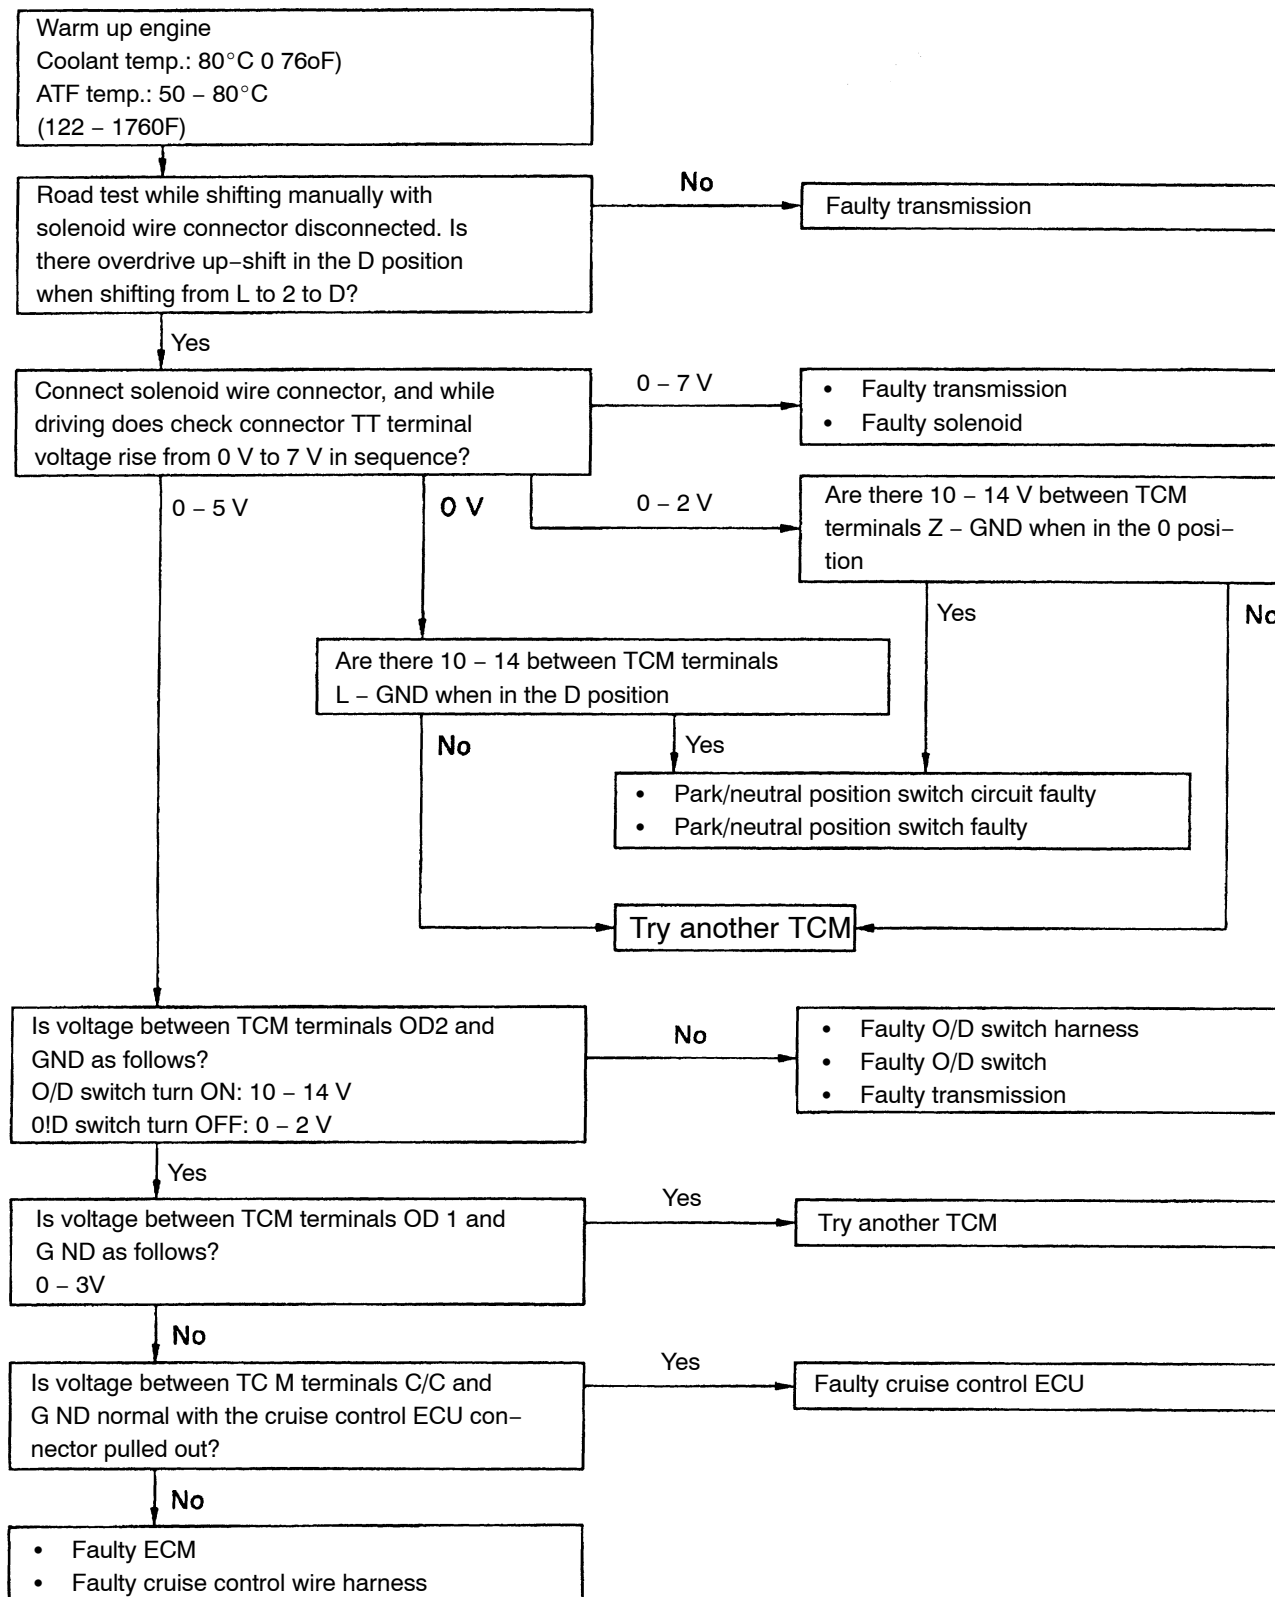 Warm up engine
Coolant temp.: 80°C 0 76oF)
ATF temp.: 50 – 80°C
(122 – 1760F)
Road test while shifting manually with
solenoid wire connector disconnected. Is
there overdrive up–shift in the D position
when shifting from L to 2 to D?
No
Faulty transmission
Yes
Connect solenoid wire connector, and while
driving does check connector TT terminal
voltage rise from 0 V to 7 V in sequence?
0 – 7 V
• Faulty transmission
• Faulty solenoid
0 – 5 V
0 V
0 – 2 V
Are there 10 – 14 V between TCM
terminals Z – GND when in the 0 posi–
tion
Yes
No
Are there 10 – 14 between TCM terminals
L – GND when in the D position
No
Yes
• Park/neutral position switch circuit faulty
• Park/neutral position switch faulty
Try another TCM
Is voltage between TCM terminals OD2 and
GND as follows?
O/D switch turn ON: 10 – 14 V
0!D switch turn OFF: 0 – 2 V
No
• Faulty O/D switch harness
• Faulty O/D switch
• Faulty transmission
Yes
Is voltage between TCM terminals OD 1 and
G ND as follows?
0 – 3V
Yes
Try another TCM
No
Is voltage between TC M terminals C/C and
G ND normal with the cruise control ECU con–
nector pulled out?
Yes
Faulty cruise control ECU
No
• Faulty ECM
• Faulty cruise control wire harness